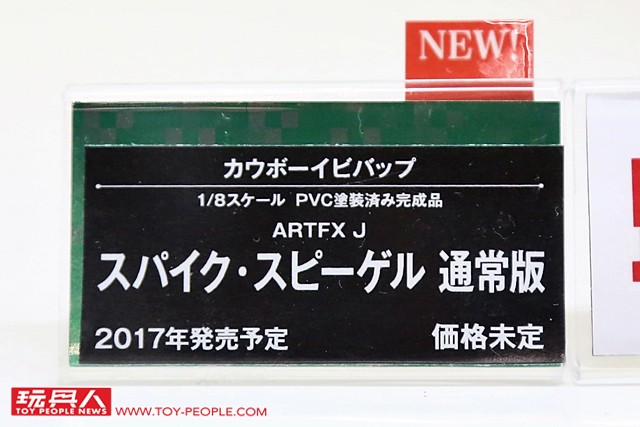 NEW!
カウボーイビバップ
1/8スケール PVC塗装済み完成品
ARTFX J
スパイク・スピーゲル 通常版
2017年発売予定 価格未定
玩具人
TOY PEOPLE NEWS WWW.TOY-PEOPLE.COM